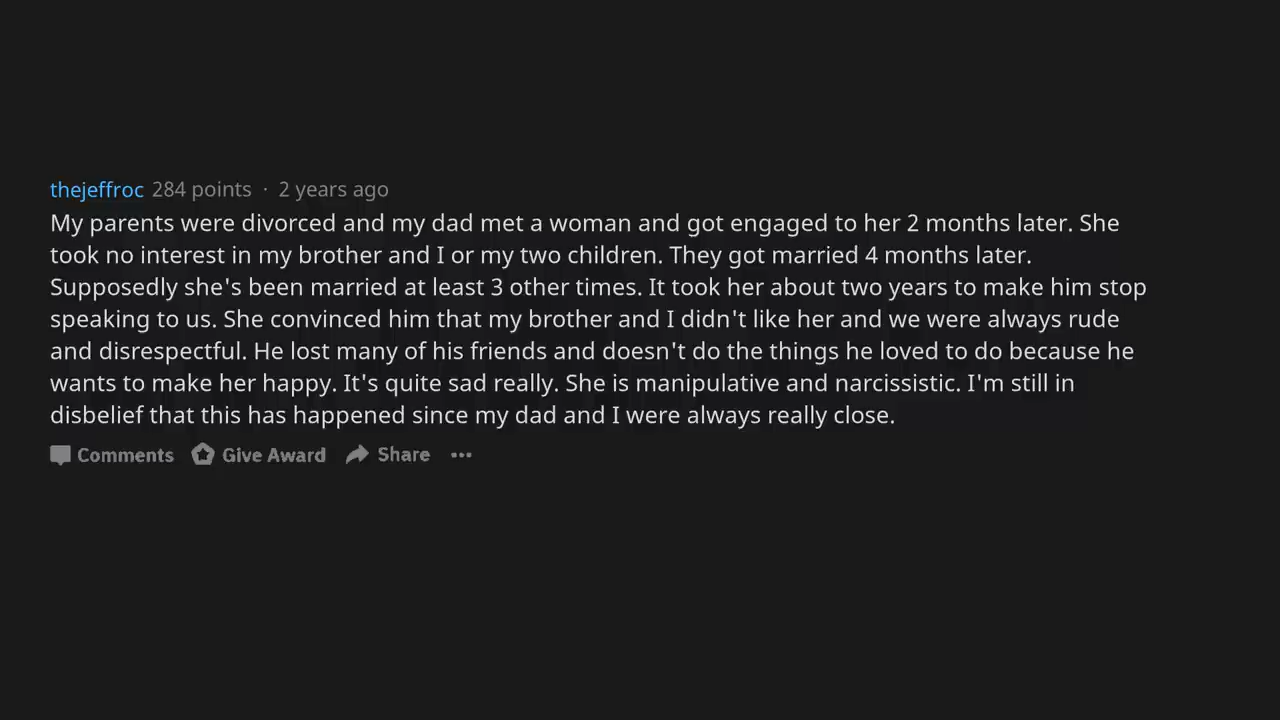 thejeffroc 284 points · 2 years ago
My parents were divorced and my dad met a woman and got engaged to her 2 months later. She
took no interest in my brother and I or my two children. They got married 4 months later.
Supposedly she's been married at least 3 other times. It took her about two years to make him stop
speaking to us. She convinced him that my brother and I didn't like her and we were always rude
and disrespectful. He lost many of his friends and doesn't do the things he loved to do because he
wants to make her happy. It's quite sad really. She is manipulative and narcissistic. I'm still in
disbelief that this has happened since my dad and I were always really close.
Comments Give Award Share ···